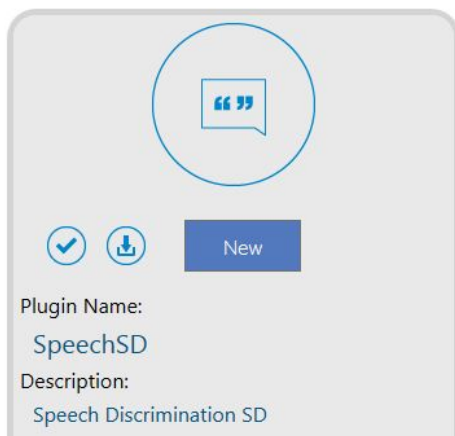 “ ”
New
Plugin Name:
SpeechSD
Description:
Speech Discrimination SD